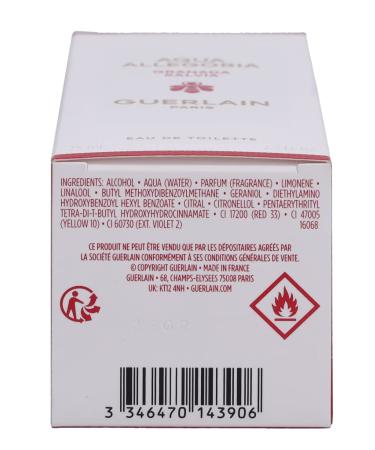 AQUA
ALLEGORIA
GRANADA
SALVIA
GUERLAIN
PARIS
EAU DE TOILETTE
INGREDIENTS: ALCOHOL • AQUA (WATER) • PARFUM (FRAGRANCE) • LIMONENE •
LINALOOL • BUTYL METHOXYDIBENZOYLMETHANE • GERANIOL • DIETHYLAMINO
HYDROXYBENZOYL HEXYL BENZOATE • CITRAL • CITRONELLOL • PENTAERYTHRITYL
TETRA-DI-T-BUTYL HYDROXYHYDROCINNAMATE • CI 17200 (RED 33) • CI 47005
(YELLOW 10) • CI 60730 (EXT. VIOLET 2) 16068
CE PRODUIT NE PEUT ÊTRE VENDU QUE PAR LES DÉPOSITAIRES AGRÉÉS PAR
LA SOCIÉTÉ GUERLAIN CONFORMÉMENT À SES CONDITIONS GÉNÉRALES DE VENTE.
© COPYRIGHT GUERLAIN • MADE IN FRANCE
GUERLAIN • 68, CHAMPS-ELYSEES 75008 PARIS
UK: KT12 4NH • GUERLAIN.COM
3 346470 143906